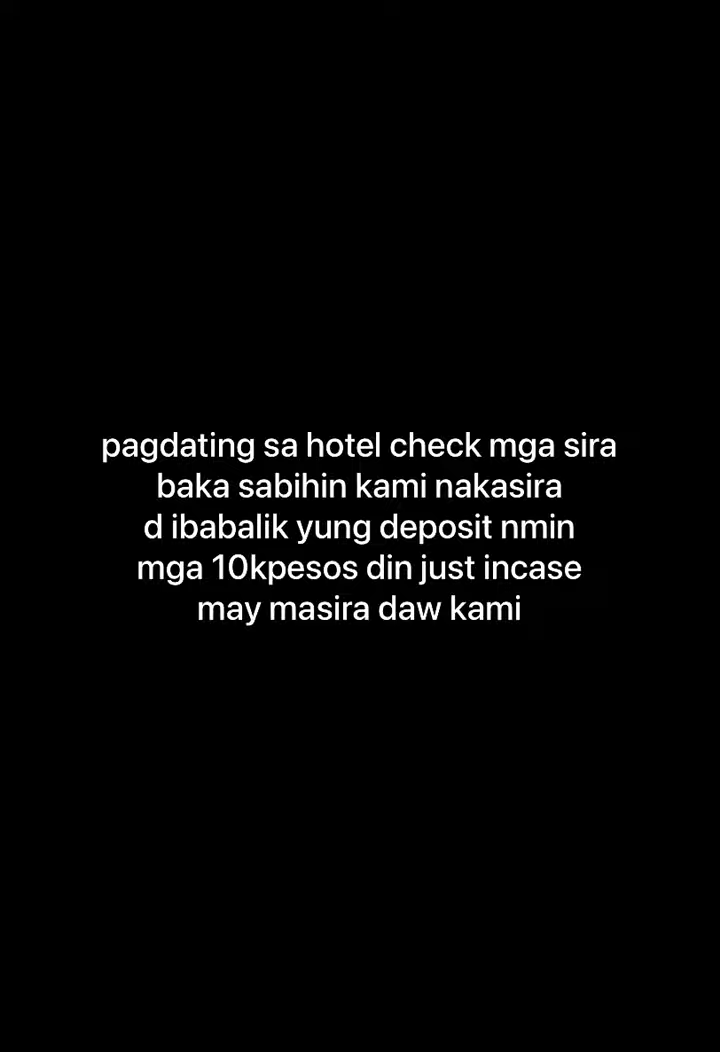 pagdating sa hotel check mga sira
baka sabihin kami nakasira
d ibabalik yung deposit nmin
mga 10kpesos din just incase
may masira daw kami